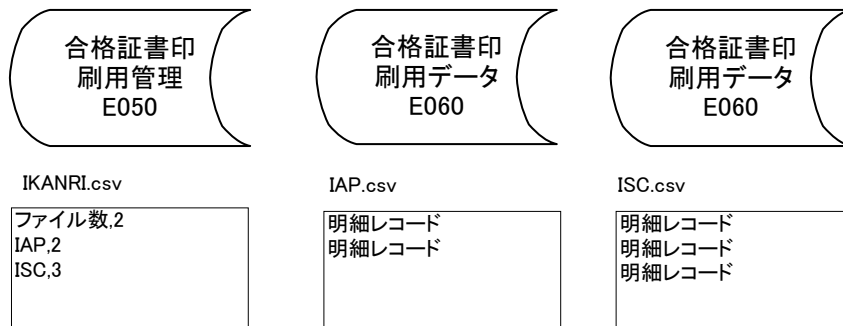 合格証書印
刷用管理
E050
合格証書印
刷用データ
E060
合格証書印
刷用データ
E060
IKANRI.csv
IAP.csv
ISC.csv
ファイル数,2
IAP,2
ISC,3
明細レコード
明細レコード
明細レコード
明細レコード
明細レコード